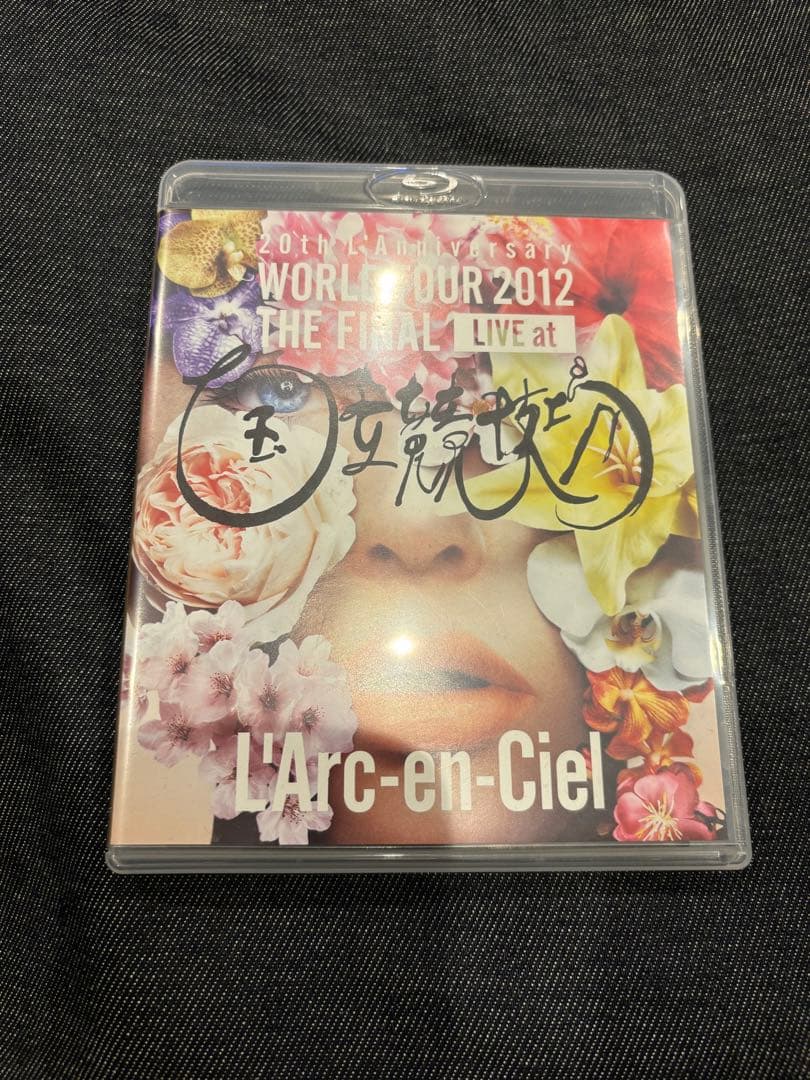 20th L'Anniversary
WORLD TOUR 2012
THE FINAL LIVE at
国立競技場
L'Arc-en-Ciel